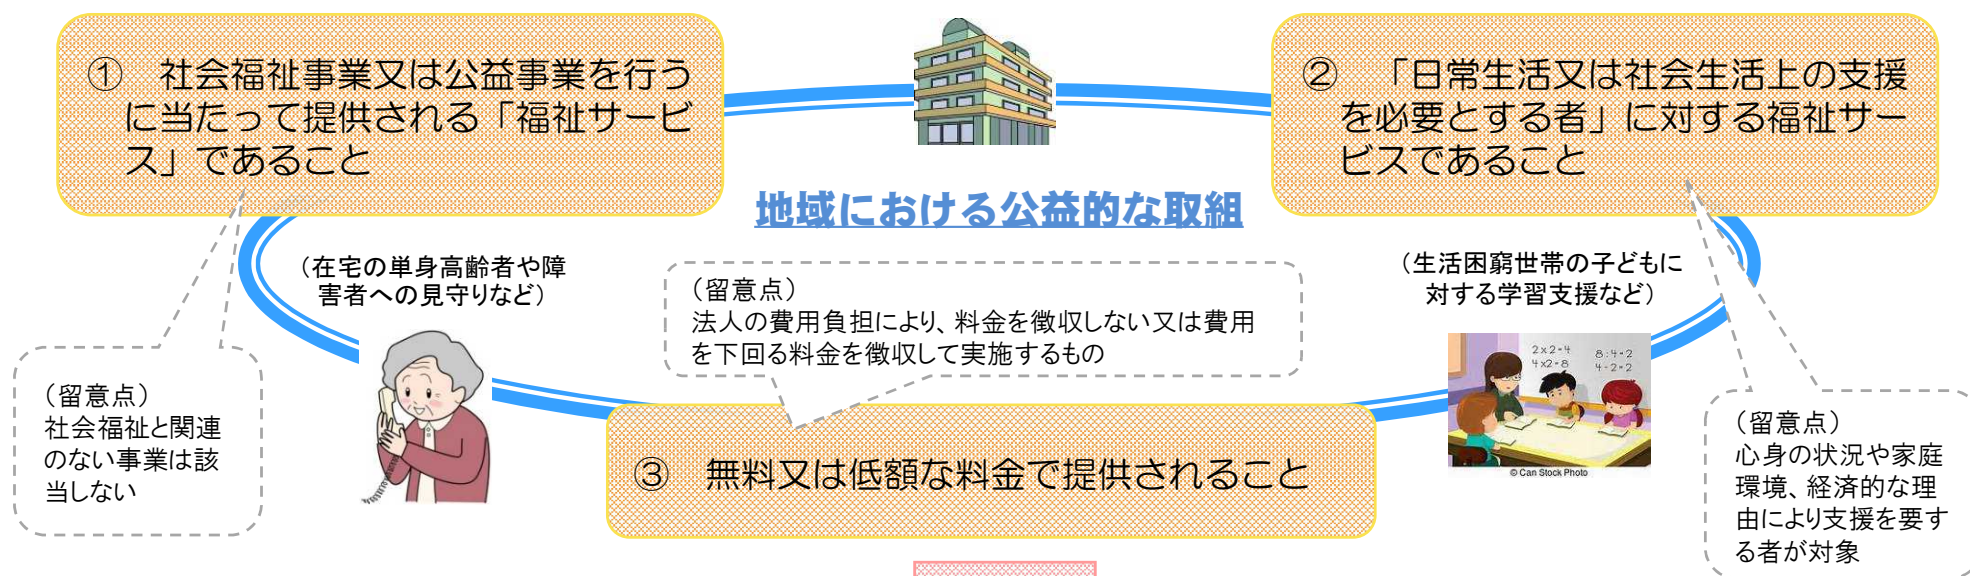 ① 社会福祉事業又は公益事業を行う
に当たって提供される「福祉サービ
ス」であること
② 「日常生活又は社会生活上の支援
を必要とする者」に対する福祉サー
ビスであること
地域における公益的な取組
(在宅の単身高齢者や障
害者への見守りなど)
(留意点)
法人の費用負担により、料金を徴収しない又は費用
を下回る料金を徴収して実施するもの
(生活困窮世帯の子どもに
対する学習支援など)
2x2=4
4x2=8
8:4=2
4-2=2
© Can Stock Photo
(留意点)
社会福祉と関連
のない事業は該
当しない
③ 無料又は低額な料金で提供されること
(留意点)
心身の状況や家庭
環境、経済的な理
由により支援を要す
る者が対象